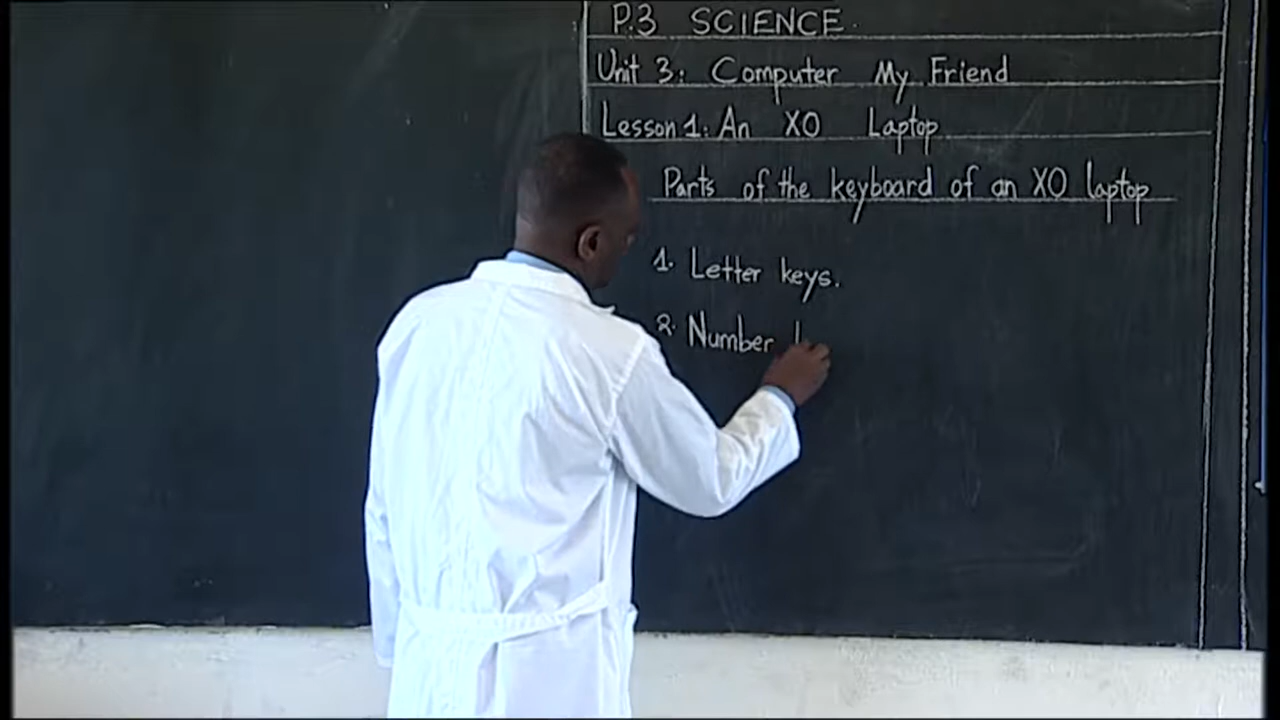 P.3 SCIENCE.
Unit 3: Computer My Friend
Lesson 1: An XO Laptop
Parts of the keyboard of an XO laptop
1. Letter keys.
2. Number